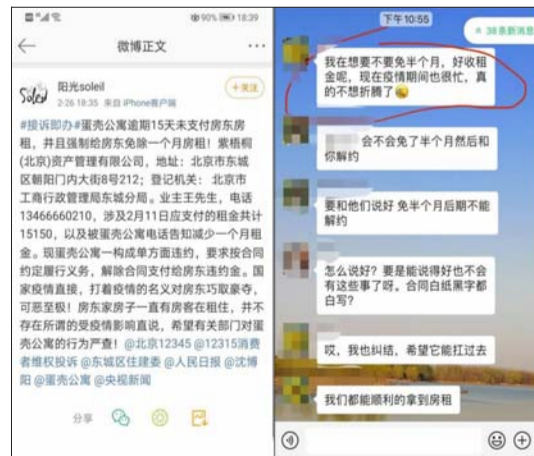 90% 18:39
微博正文
阳光soleil
+关注
2-26 18:35 来自 iPhone客户端
#接诉即办#蛋壳公寓逾期15天未支付房东房
租，并且强制给房东免除一个月房租！紫梧桐
(北京)资产管理有限公司，地址：北京市东城
区朝阳门内大街8号212；登记机关： 北京市
工商行政管理局东城分局。业主王先生，电话
13466660210，涉及2月11日应支付的租金共计
15150，以及被蛋壳公寓电话告知减少一个月租
金。现蛋壳公寓一构成单方面违约，要求按合同
约定履行义务，解除合同支付给房东违约金。国
家疫情直接，打着疫情的名义对房东巧取豪夺，
可恶至极！房东家房子一直有房客在租住，并不
存在所谓的受疫情影响直说，希望有关部门对蛋
壳公寓的行为严查！@北京12345 @12315消费
者维权投诉 @东城区住建委 @人民日报 @沈博
阳 @蛋壳公寓 @央视新闻
分享
下午10:55
38条新消息
我在想要不要免半个月，好收租
金呢，现在疫情期间也很忙，真
的不想折腾了
会不会免了半个月然后和
你解约
要和他们说好 免半个月后期不能
解约
怎么说好？要是能说得好也不会
有这些事了呀。合同白纸黑字都
白写？
哎，我也纠结，希望它能扛过去
我们都能顺利的拿到房租